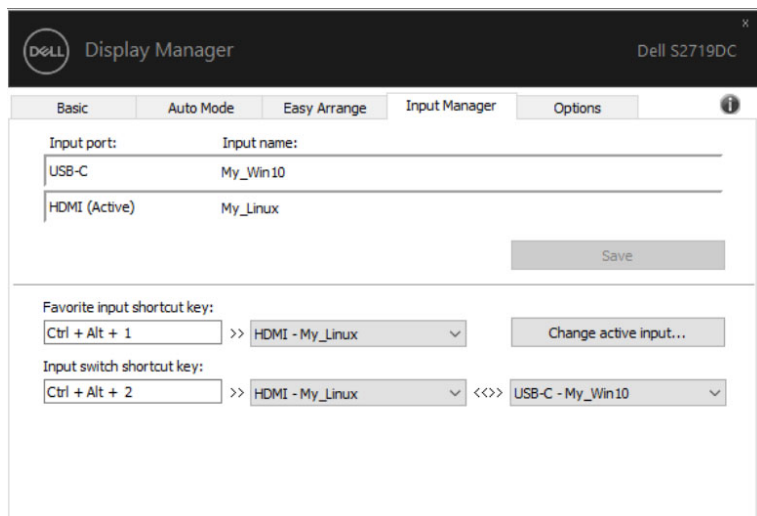 x
DELL Display Manager Dell S2719DC
Basic Auto Mode Easy Arrange Input Manager Options i
Input port: Input name:
USB-C My_Win10
HDMI (Active) My_Linux
Save
Favorite input shortcut key:
Ctrl + Alt + 1 >> HDMI - My_Linux Change active input...
Input switch shortcut key:
Ctrl + Alt + 2 >> HDMI - My_Linux <<>> USB-C - My_Win10